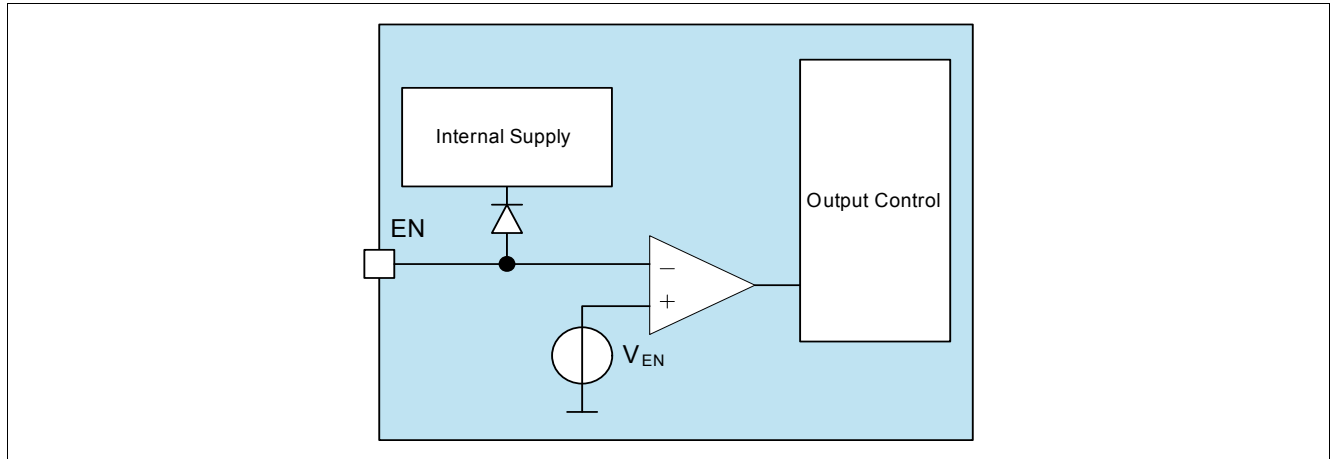 Internal Supply
EN
Output Control
−
+
VEN